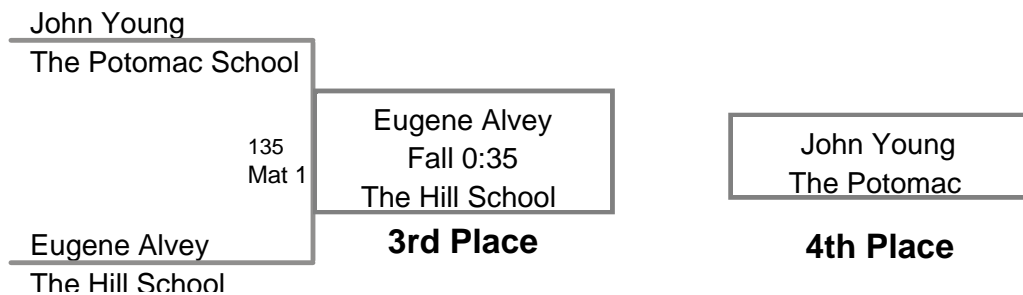 John Young
The Potomac School
135
Mat 1
Eugene Alvey
The Hill School
Eugene Alvey
Fall 0:35
The Hill School
3rd Place
John Young
The Potomac
4th Place